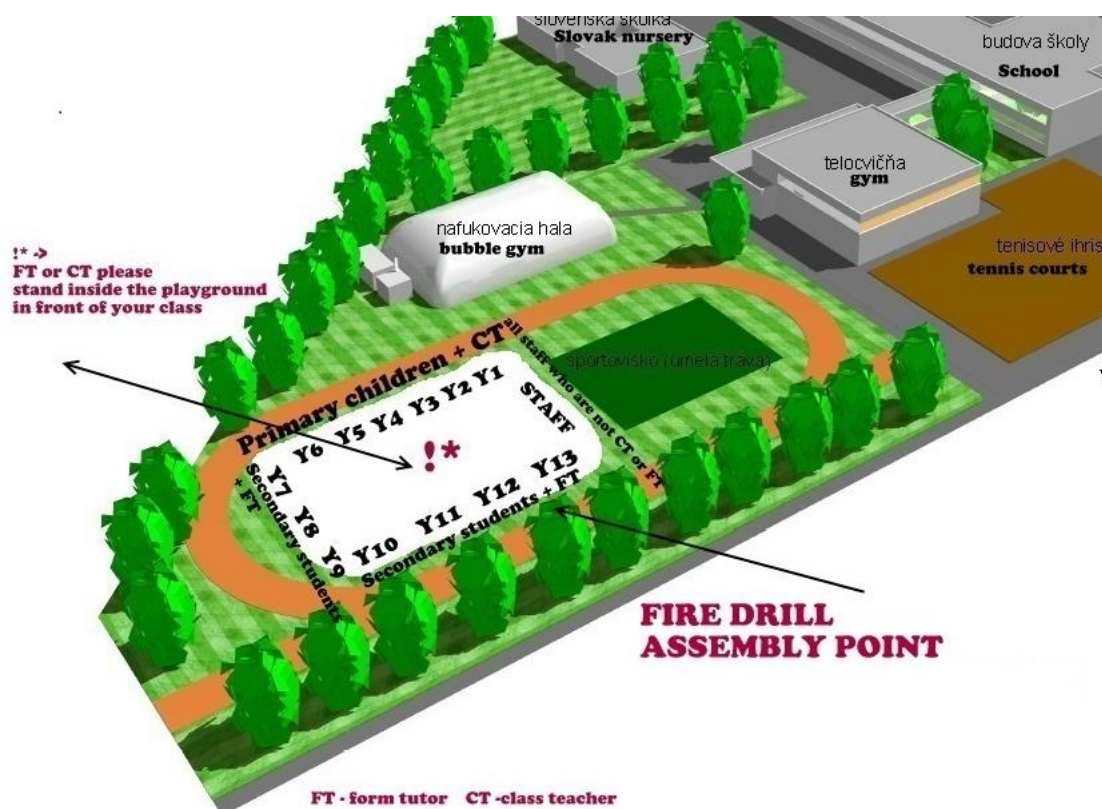 slovenská škôlka
Slovak nursery
budova školy
School
telocvičňa
gym
nafukovacia hala
bubble gym
tenisové ihris
tennis courts
!* ->
FT or CT please
stand inside the playground
in front of your class
športovisko (umelá tráva)
Primary children + CT
all staff who are not CT or FT
Y6 Y5 Y4 Y3 Y2 Y1
STAFF
!*
Y7
Y8
Y9
Secondary students
+ FT
Y10 Y11 Y12 Y13
Secondary students + FT
FIRE DRILL
ASSEMBLY POINT
FT - form tutor CT -class teacher